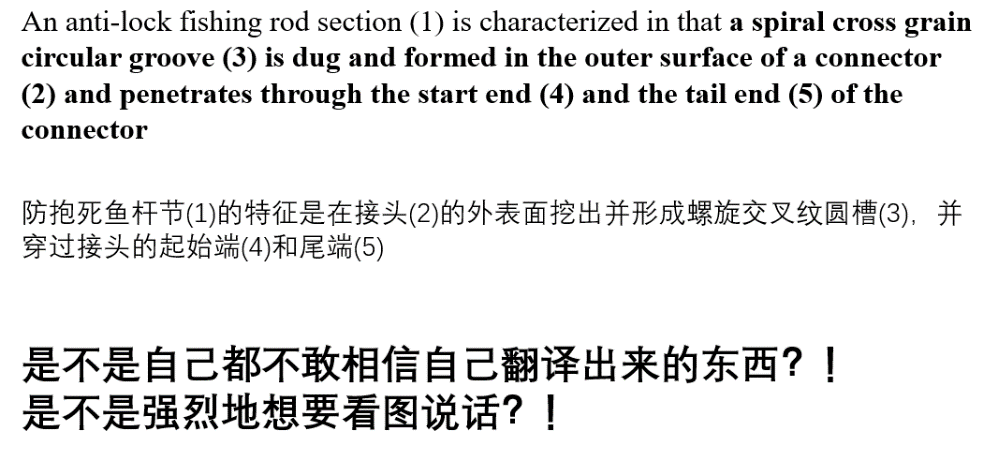 An anti-lock fishing rod section (1) is characterized in that a spiral cross grain
circular groove (3) is dug and formed in the outer surface of a connector
(2) and penetrates through the start end (4) and the tail end (5) of the
connector
防抱死鱼杆节(1)的特征是在接头(2)的外表面挖出并形成螺旋交叉纹圆槽(3)，并
穿过接头的起始端(4)和尾端(5)
是不是自己都不敢相信自己翻译出来的东西？！
是不是强烈地想要看图说话？！